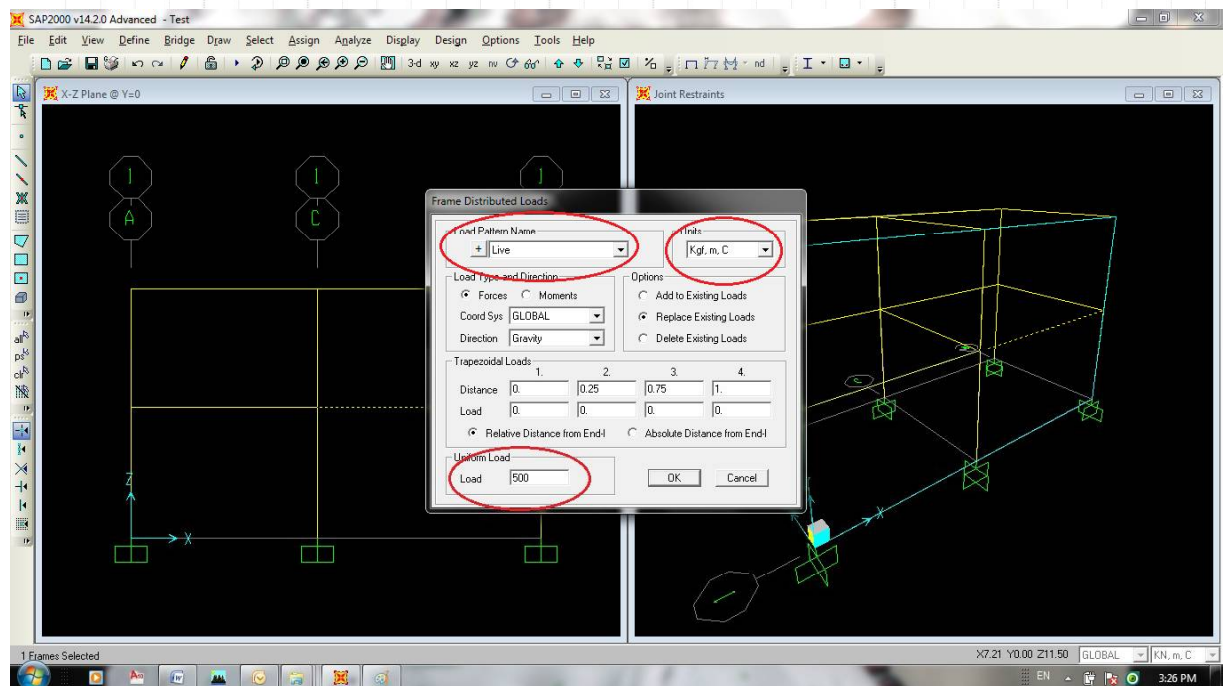 SAP2000 v14.2.0 Advanced - Test
File Edit View Define Bridge Draw Select Assign Analyze Display Design Options Tools Help
3-d xy xz yz nv nd
X-Z Plane @ Y=0
Joint Restraints
1 1 1
A C
Frame Distributed Loads
Load Pattern Name
Units
+ Live
Kgf, m, C
Load Type and Direction
Options
Forces Moments
Add to Existing Loads
Coord Sys GLOBAL
Replace Existing Loads
Direction Gravity
Delete Existing Loads
Trapezoidal Loads
1. 2. 3. 4.
Distance 0. 0.25 0.75 1.
Load 0. 0. 0. 0.
Relative Distance from End-I Absolute Distance from End-I
Uniform Load
Load 500
OK Cancel
all
ps
clr
Z
X
X
1 Frames Selected
X7.21 Y0.00 Z11.50 GLOBAL KN, m, C
EN 3:26 PM